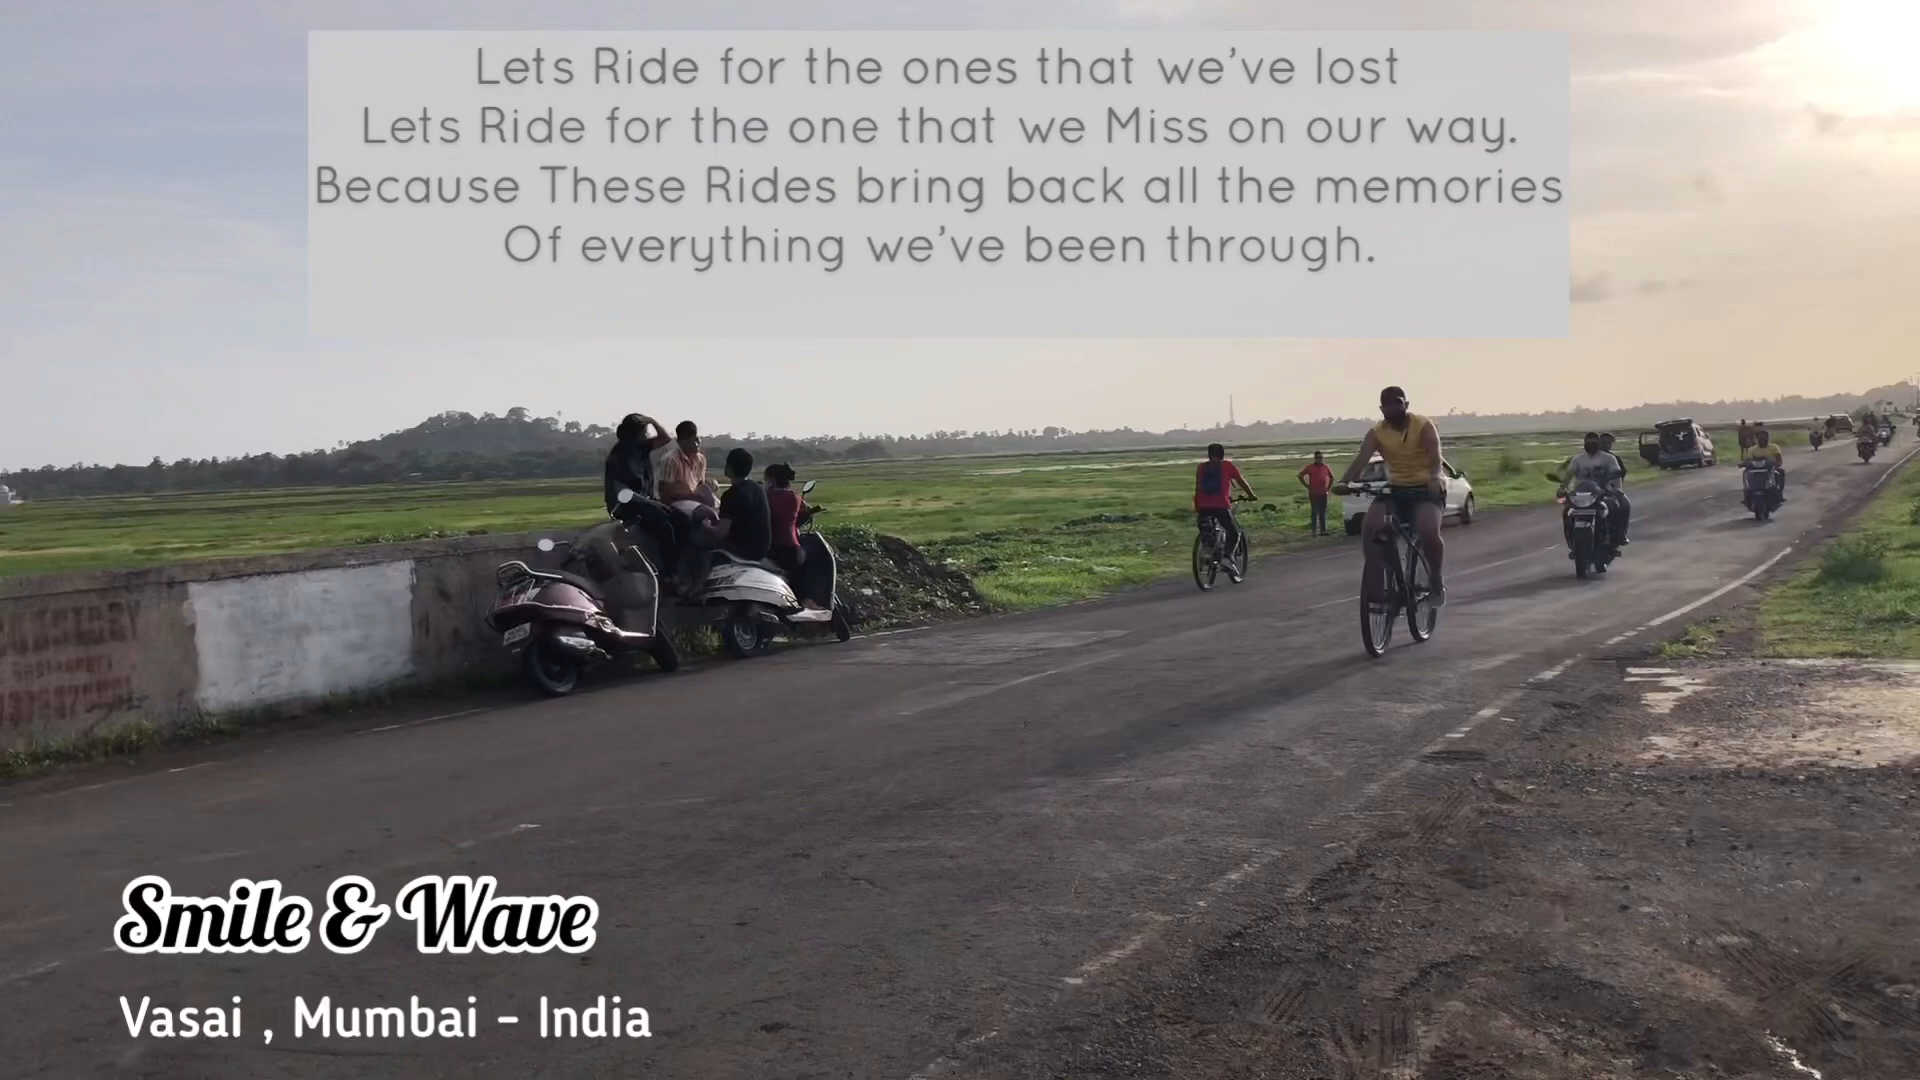 Lets Ride for the ones that we’ve lost
Lets Ride for the one that we Miss on our way.
Because These Rides bring back all the memories
Of everything we’ve been through.
Smile & Wave
Vasai , Mumbai - India